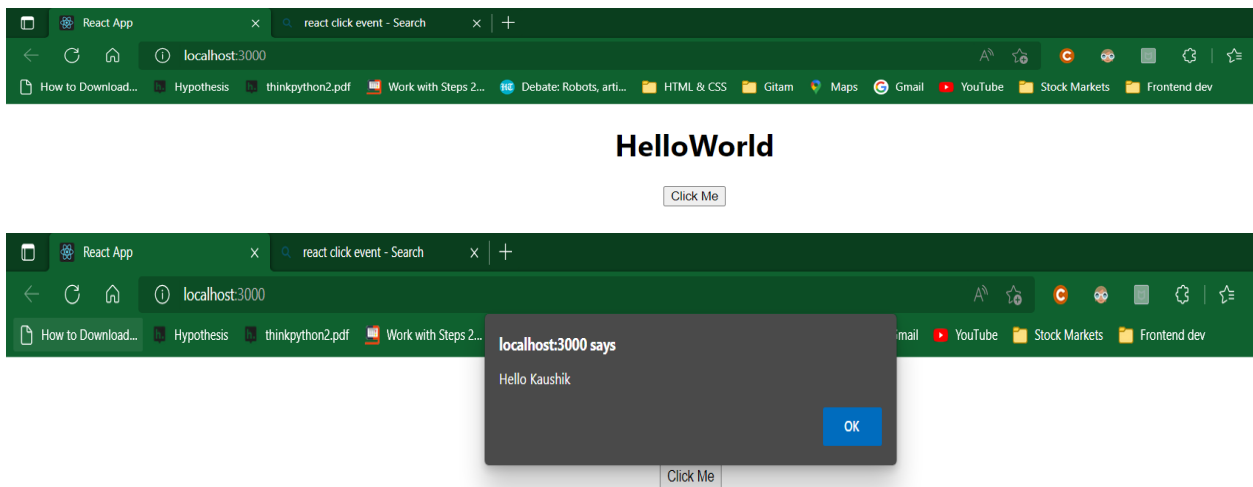 React App
react click event - Search
localhost:3000
How to Download...
Hypothesis
thinkpython2.pdf
Work with Steps 2...
Debate: Robots, arti...
HTML & CSS
Gitam
Maps
Gmail
YouTube
Stock Markets
Frontend dev
HelloWorld
Click Me
React App
react click event - Search
localhost:3000
How to Download...
Hypothesis
thinkpython2.pdf
Work with Steps 2...
mail
YouTube
Stock Markets
Frontend dev
localhost:3000 says
Hello Kaushik
OK
Click Me